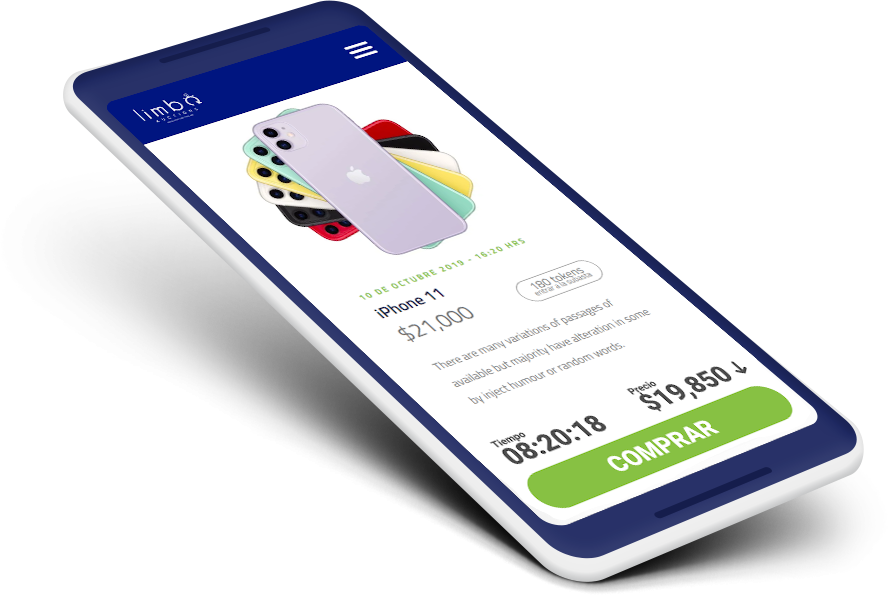 limbo
AUCTIONS
10 DE OCTUBRE 2019 - 16:20 HRS
iPhone 11
$21,000
180 tokens
entrar a la subasta
There are many variations of passages of
available but majority have alteration in some
by inject humour or random words.
Tiempo
08:20:18
Precio
$19,850 ↓
COMPRAR